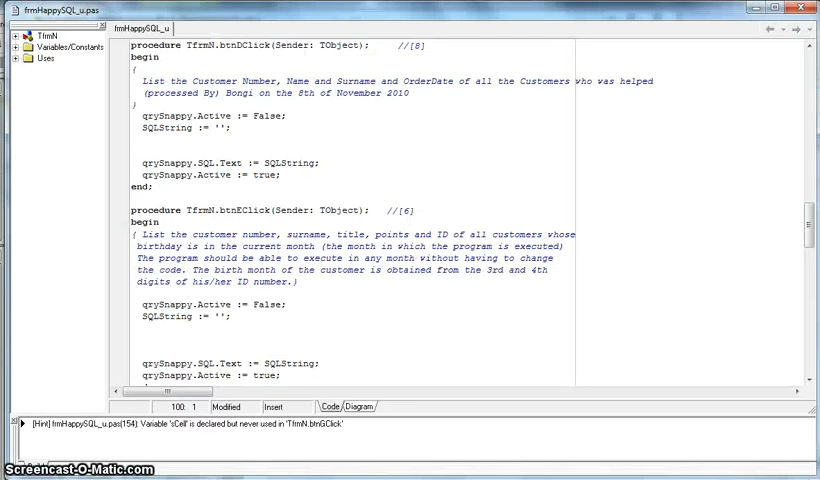 frmHappySQL_u.pas
frmHappySQL_u
TfrmN
Variables/Constants
Uses
procedure TfrmN.btnDClick(Sender: TObject);     //[8]
begin
{
List the Customer Number, Name and Surname and OrderDate of all the Customers who was helped
(processed By) Bongi on the 8th of November 2010
}
qrySnappy.Active := False;
SQLString := '';
qrySnappy.SQL.Text := SQLString;
qrySnappy.Active := true;
end;
procedure TfrmN.btnEClick(Sender: TObject);   //[6]
begin
{ List the customer number, surname, title, points and ID of all customers whose
birthday is in the current month (the month in which the program is executed)
The program should be able to execute in any month without having to change
the code. The birth month of the customer is obtained from the 3rd and 4th
digits of his/her ID number.}
qrySnappy.Active := False;
SQLString := '';
qrySnappy.SQL.Text := SQLString;
qrySnappy.Active := true;
100: 1 Modified Insert Code Diagram
[Hint] frmHappySQL_u.pas(154): Variable 'sCell' is declared but never used in 'TfrmN.btnGClick'
Screencast-O-Matic.com